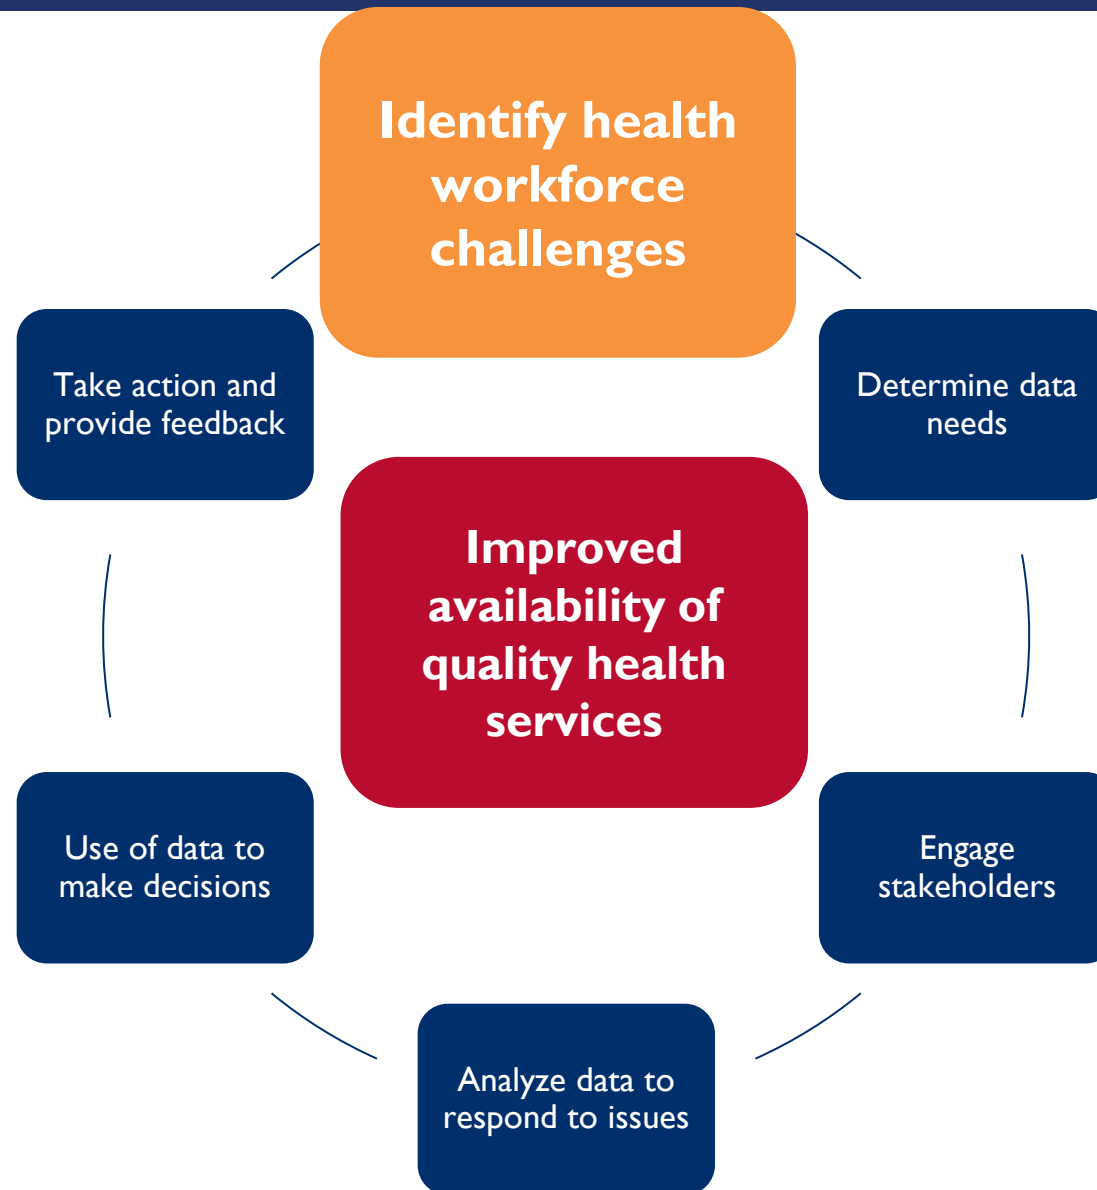 Identify health
workforce
challenges
Take action and
provide feedback
Determine data
needs
Improved
availability of
quality health
services
Use of data to
make decisions
Engage
stakeholders
Analyze data to
respond to issues